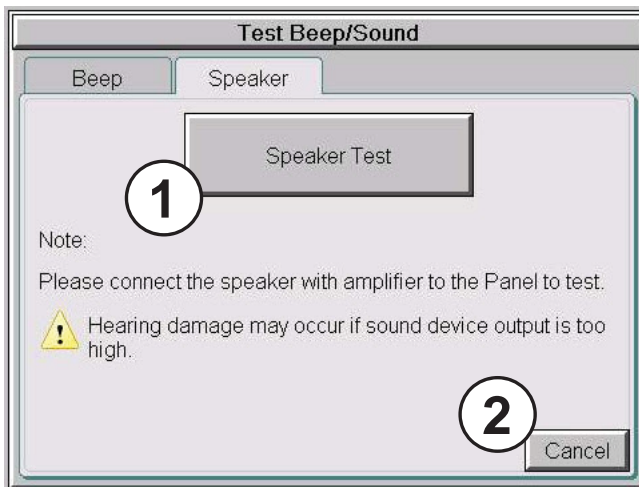 Test Beep/Sound
Beep
Speaker
Speaker Test
1
Note:
Please connect the speaker with amplifier to the Panel to test.
Hearing damage may occur if sound device output is too
high.
2
Cancel